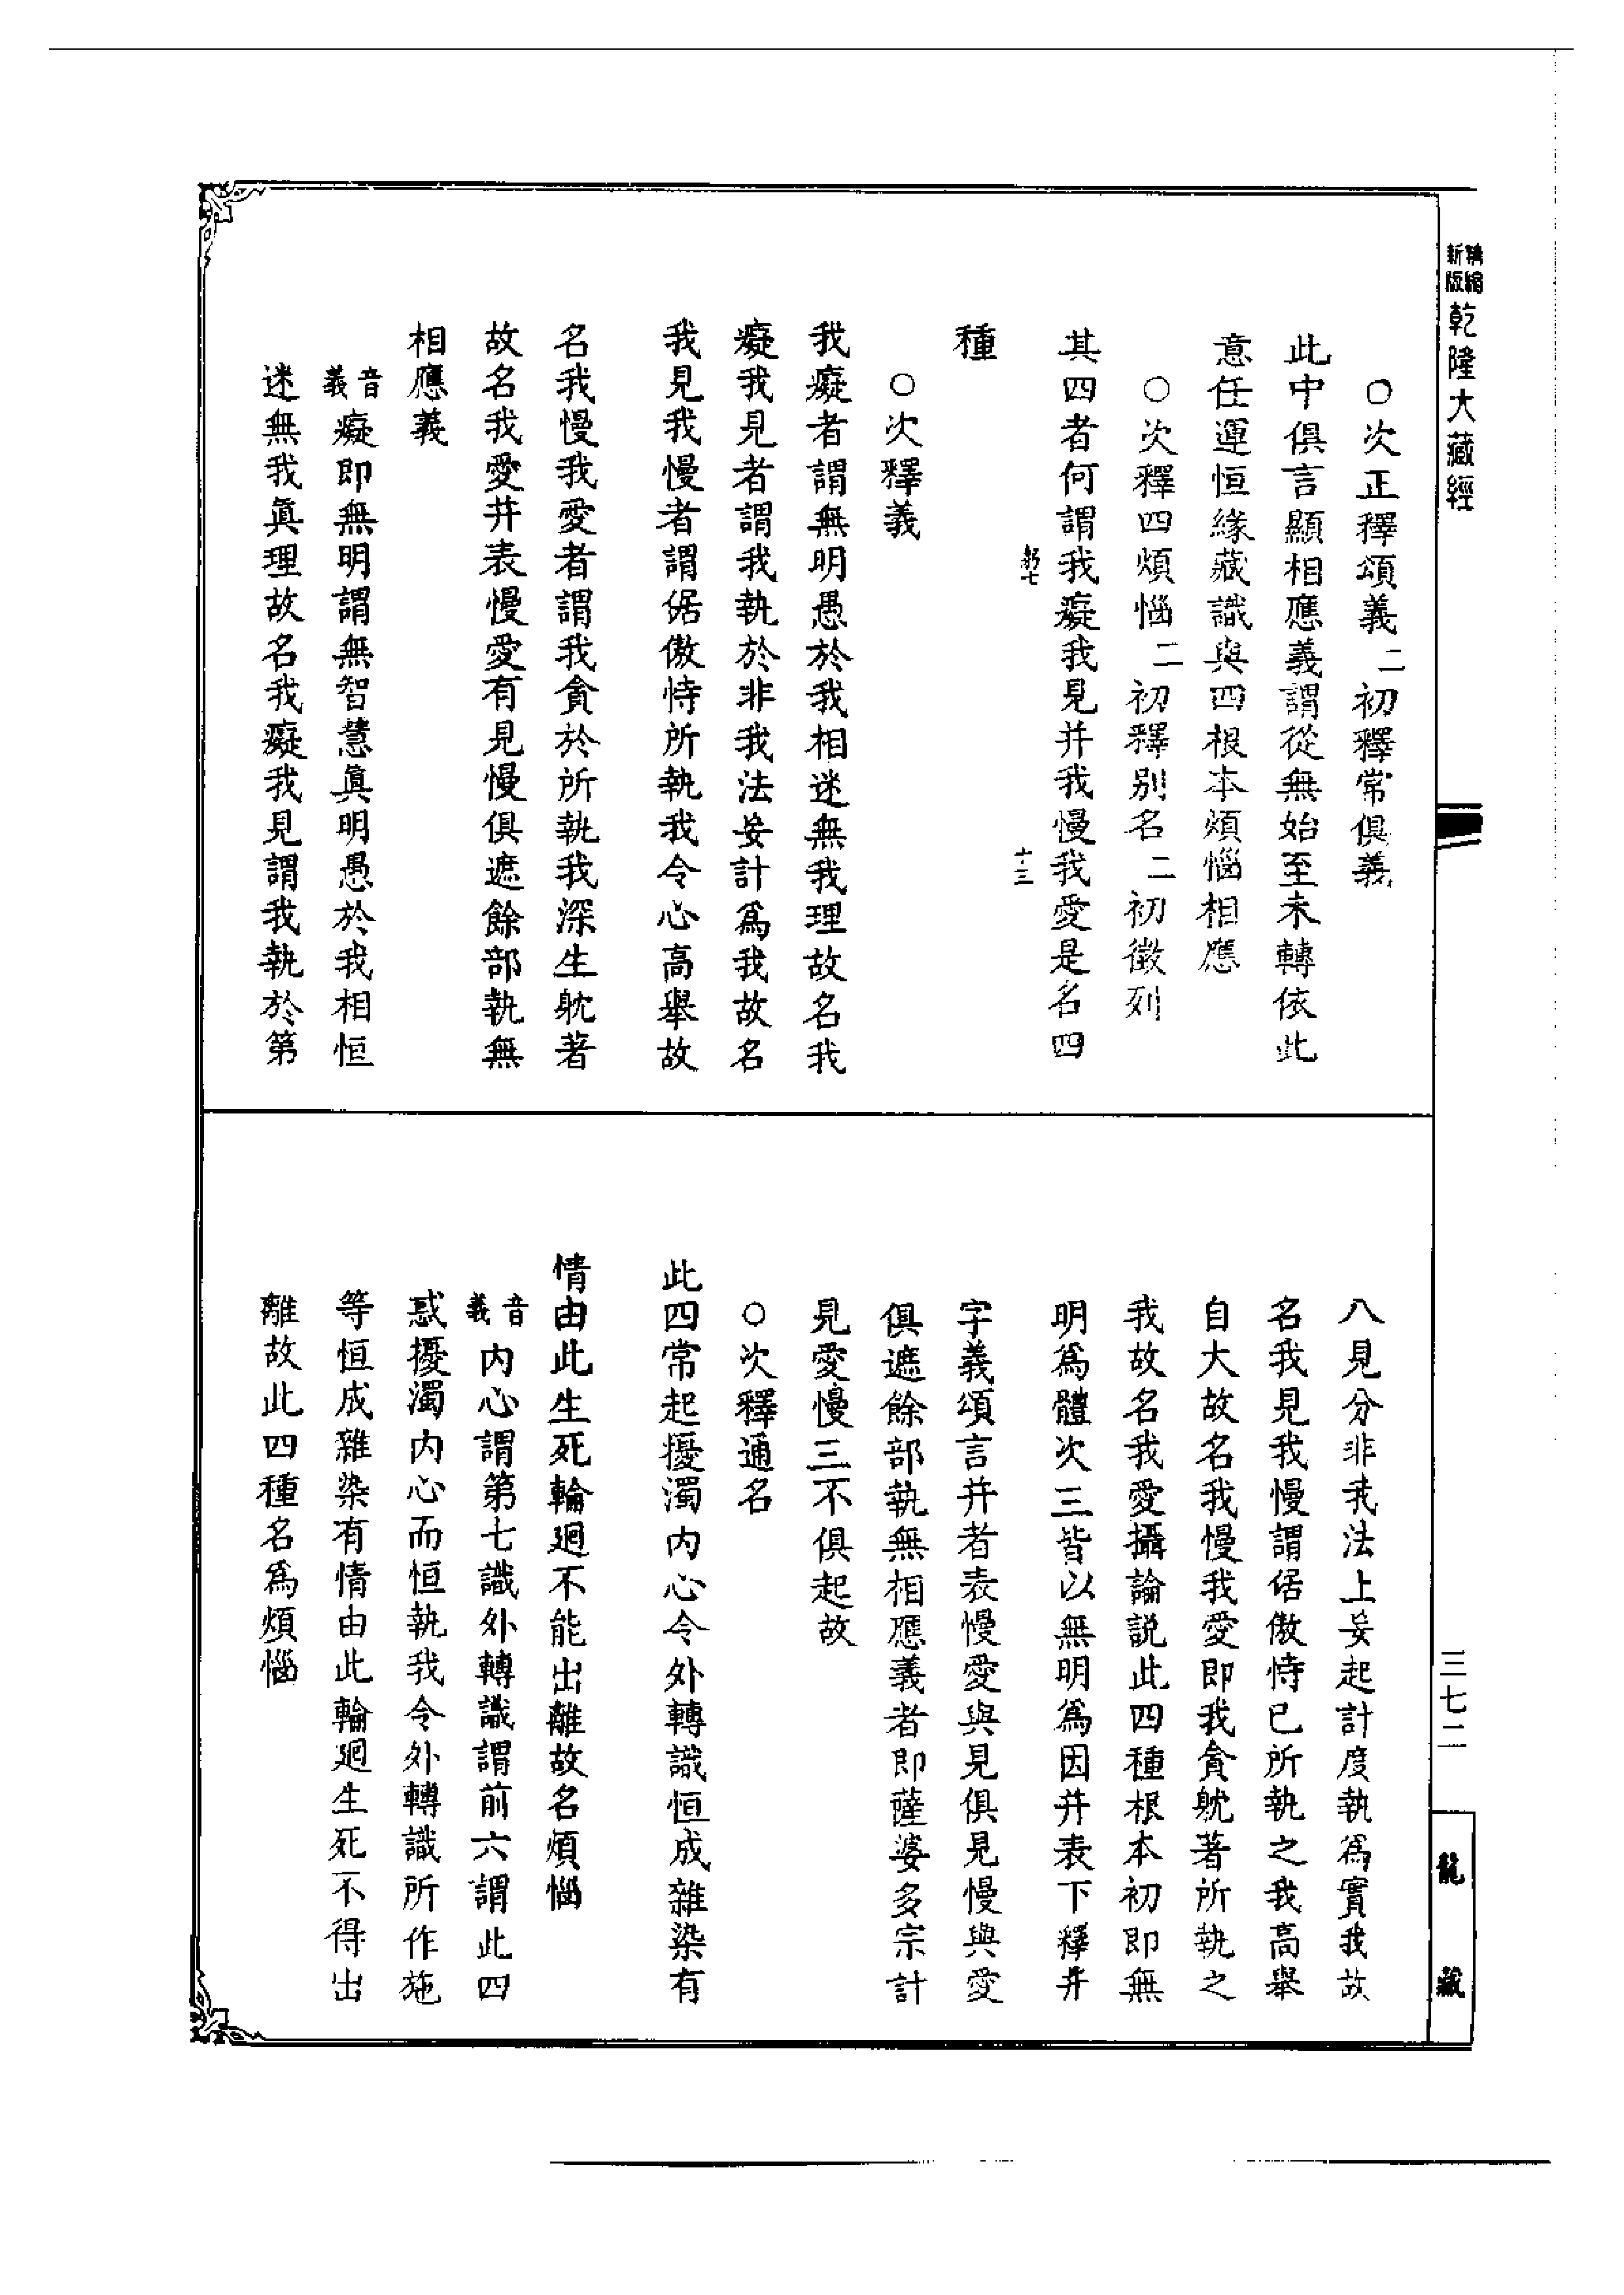 精縮
新版
乾隆大藏經
○次正釋頌義二初釋常俱義
此中俱言顯相應義謂從無始至未轉依此
意任運恒緣藏識與四根本煩惱相應
○次釋四煩惱二初釋別名二初徵列
其四者何謂我癡我見并我慢我愛是名四
十三
種
○次釋義
我癡者謂無明愚於我相迷無我理故名我
癡我見者謂我執於非我法妄計爲我故名
我見我慢者謂倨傲恃所執我令心高舉故
名我慢我愛者謂我貪於所執我深生躭著
故名我愛并表慢愛有見慢俱遮餘部執無
相應義
音義癡即無明謂無智慧眞明愚於我相恒
迷無我眞理故名我癡我見謂我執於第
八見分非我法上妄起計度執爲實我故
名我見我慢謂倨傲恃己所執之我高舉
自大故名我慢我愛即我貪躭著所執之
我故名我愛攝論說此四種根本初即無
明爲體次三皆以無明爲因并表下釋并
字義頌言并者表慢愛與見俱見慢與愛
俱遮餘部執無相應義者即薩婆多宗計
見愛慢三不俱起故
○次釋通名
此四常起擾濁内心令外轉識恒成雜染有
情由此生死輪迴不能出離故名煩惱
音義内心謂第七識外轉識謂前六謂此四
惑擾濁内心而恒執我令外轉識所作施
等恒成雜染有情由此輪迴生死不得出
離故此四種名爲煩惱
三七二
龍藏